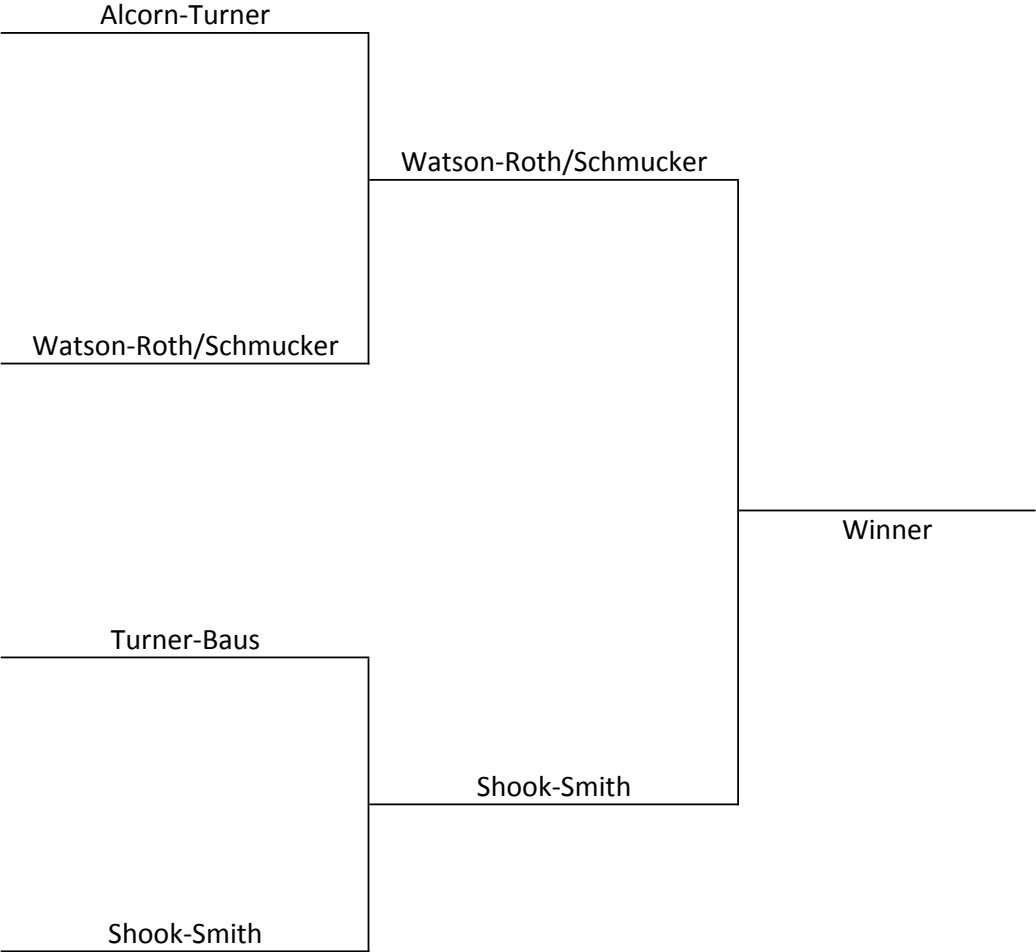 Alcorn-Turner
Watson-Roth/Schmucker
Watson-Roth/Schmucker
Winner
Turner-Baus
Shook-Smith
Shook-Smith